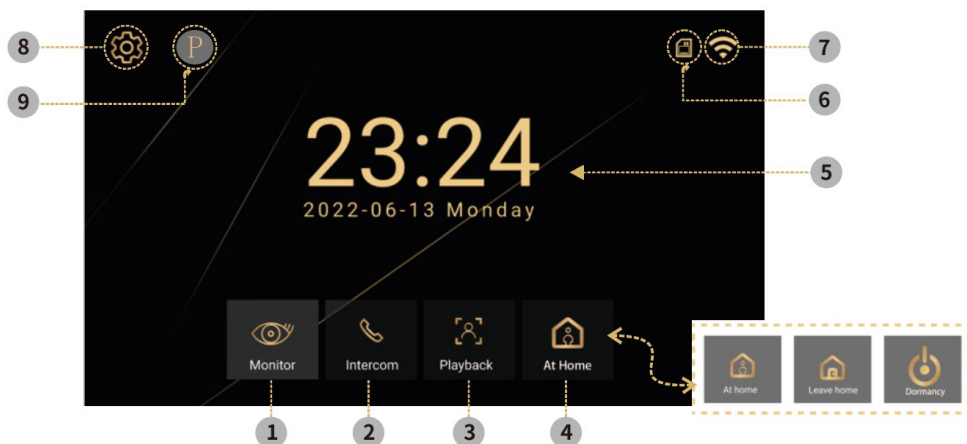 8
P
7
9
6
23:24
5
2022-06-13 Monday
Monitor
Intercom
Playback
At Home
At home
Leave home
Dormancy
1
2
3
4